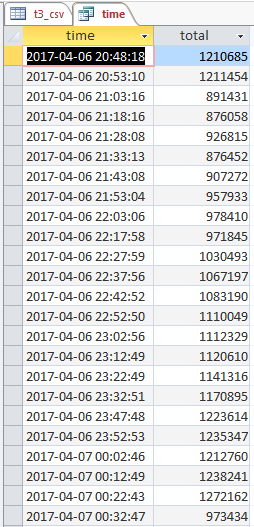 t3_csv time
time total
2017-04-06 20:48:18 1210685
2017-04-06 20:53:10 1211454
2017-04-06 21:03:16 891431
2017-04-06 21:18:16 876058
2017-04-06 21:28:08 926815
2017-04-06 21:33:13 876452
2017-04-06 21:43:08 907272
2017-04-06 21:53:04 957933
2017-04-06 22:03:06 978410
2017-04-06 22:17:58 971845
2017-04-06 22:27:59 1030493
2017-04-06 22:37:56 1067197
2017-04-06 22:42:52 1083190
2017-04-06 22:52:50 1110049
2017-04-06 23:02:56 1112329
2017-04-06 23:12:49 1120610
2017-04-06 23:22:49 1141316
2017-04-06 23:32:51 1170895
2017-04-06 23:47:48 1223614
2017-04-06 23:52:53 1235347
2017-04-07 00:02:46 1212760
2017-04-07 00:12:49 1238241
2017-04-07 00:22:43 1272162
2017-04-07 00:32:47 973434